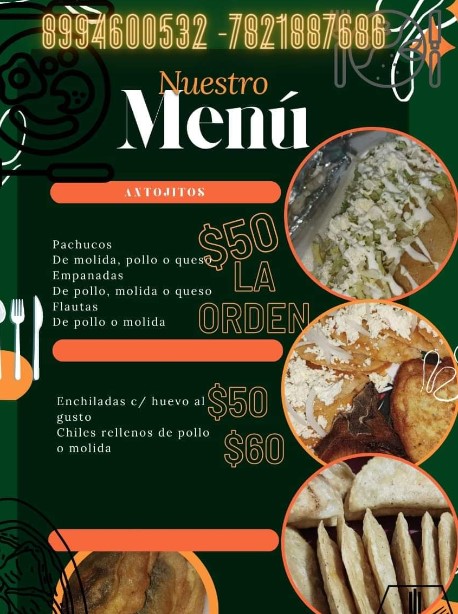 8994600532 -7821887686
Nuestro
Menú
ANTOJITOS
Pachucos
De molida, pollo o queso
Empanadas
De pollo, molida o queso
Flautas
De pollo o molida
$50
LA
ORDEN
Enchiladas c/ huevo al
gusto
$50
Chiles rellenos de pollo
o molida
$60